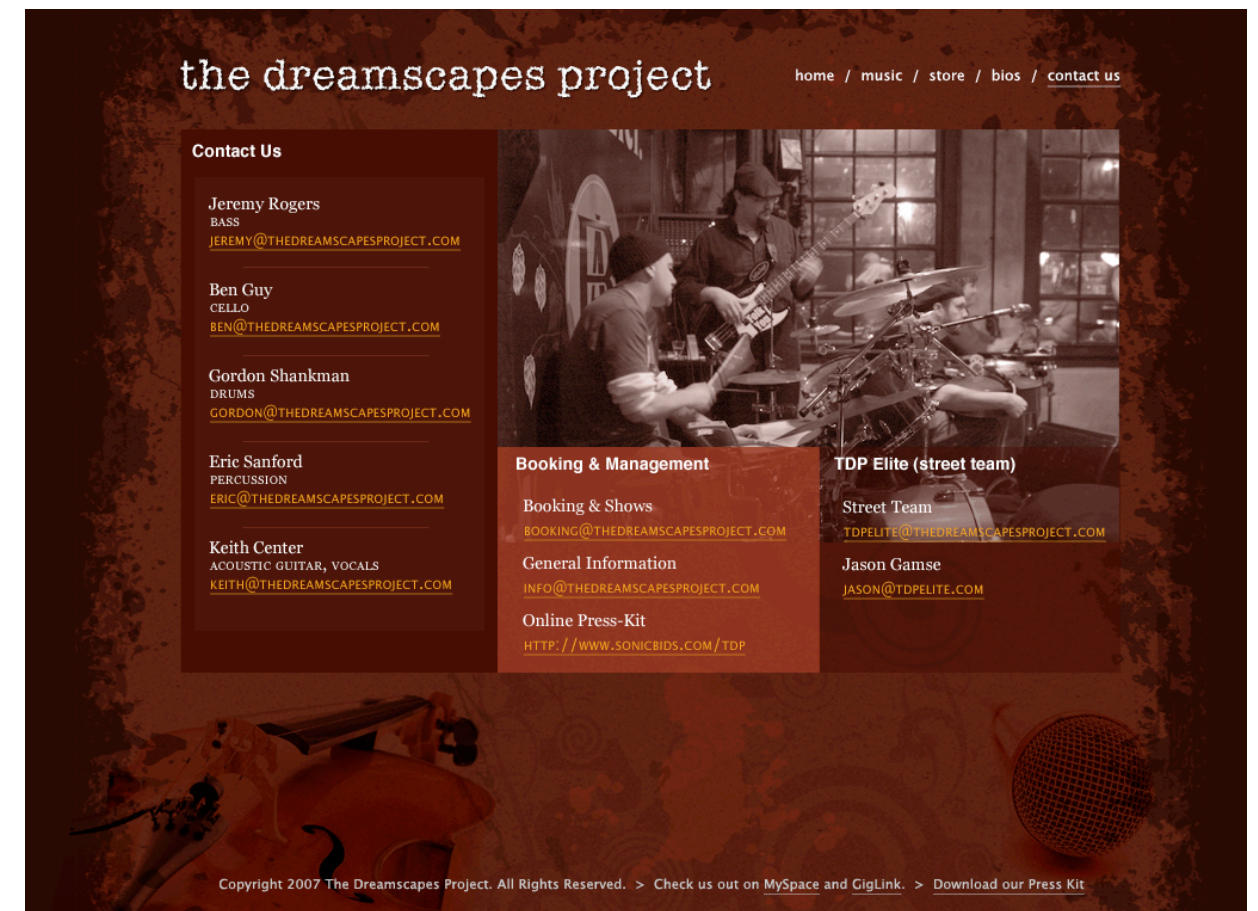 the dreamscapes project
home / music / store / bios / contact us
Contact Us
Jeremy Rogers
BASS
JEREMY@THEDREAMSCAPESPROJECT.COM
Ben Guy
CELLO
BEN@THEDREAMSCAPESPROJECT.COM
Gordon Shankman
DRUMS
GORDON@THEDREAMSCAPESPROJECT.COM
Eric Sanford
PERCUSSION
ERIC@THEDREAMSCAPESPROJECT.COM
Keith Center
ACOUSTIC GUITAR, VOCALS
KEITH@THEDREAMSCAPESPROJECT.COM
Booking & Management
Booking & Shows
BOOKING@THEDREAMSCAPESPROJECT.COM
General Information
INFO@THEDREAMSCAPESPROJECT.COM
Online Press-Kit
HTTP://WWW.SONICBIDS.COM/TDP
TDP Elite (street team)
Street Team
TDPELITE@THEDREAMSCAPESPROJECT.COM
Jason Gamse
JASON@TDPELITE.COM
Copyright 2007 The Dreamscapes Project. All Rights Reserved. > Check us out on MySpace and GigLink. > Download our Press Kit